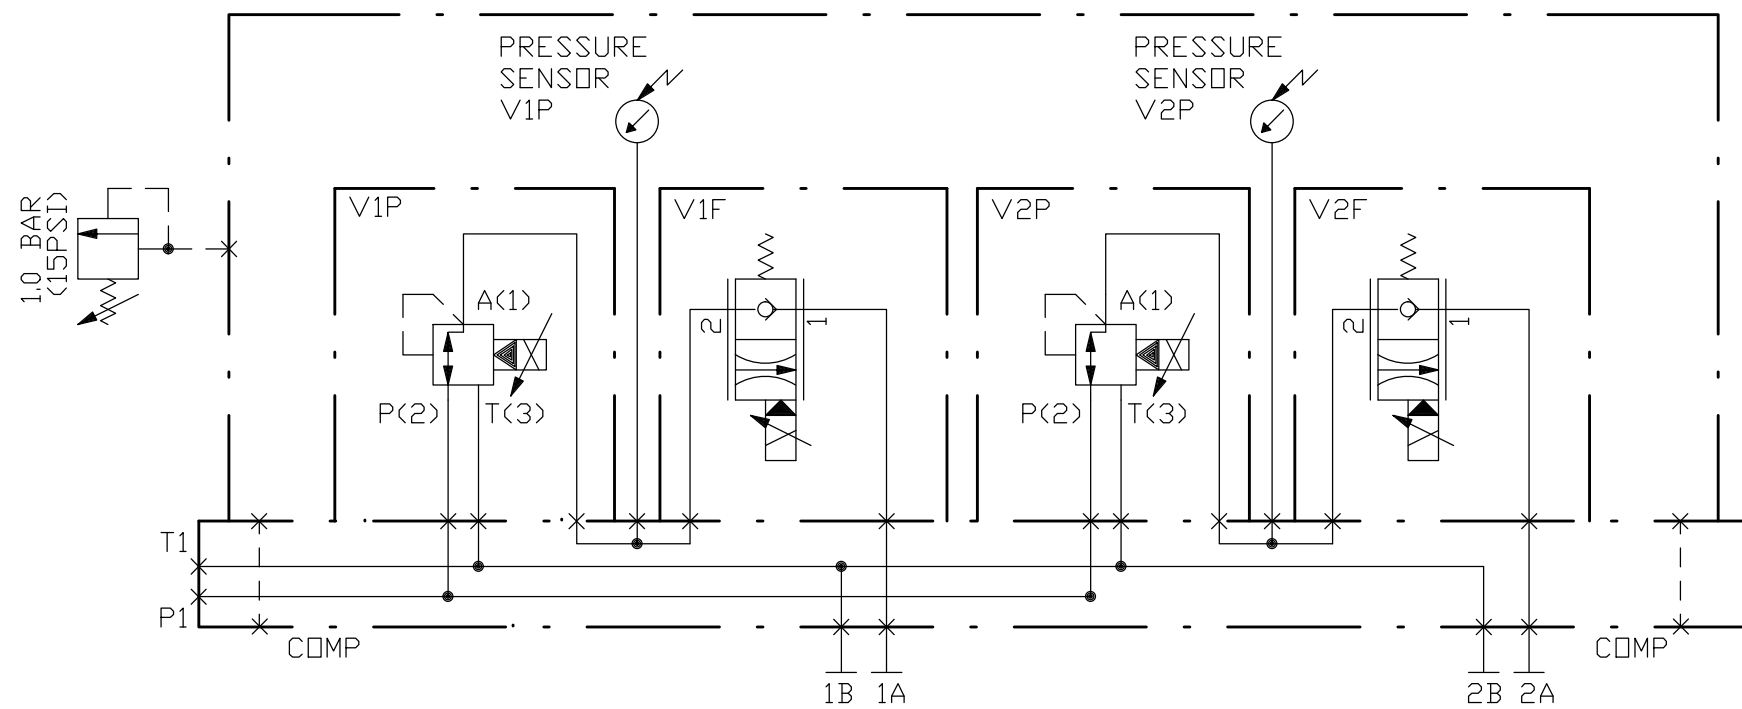 PRESSURE
SENSOR
V1P
PRESSURE
SENSOR
V2P
1.0 BAR
(15PSI)
V1P
V1F
V2P
V2F
A(1)
2
1
P(2)
T(3)
A(1)
2
1
P(2)
T(3)
T1
P1
COMP
COMP
1B
1A
2B
2A